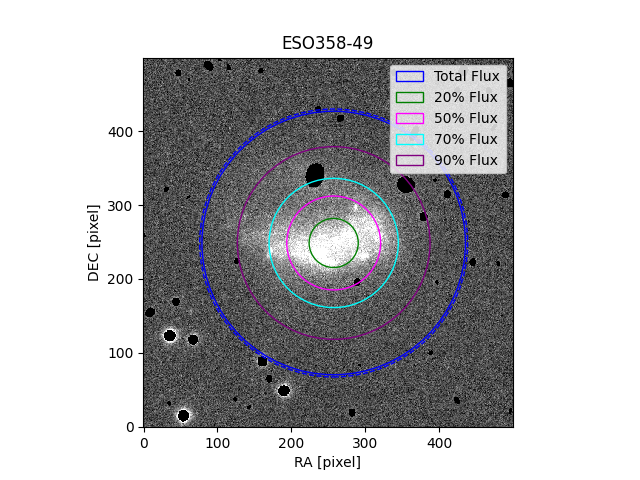 ESO358-49
Total Flux
20% Flux
50% Flux
70% Flux
90% Flux
DEC [pixel]
400
300
200
100
0
0 100 200 300 400
RA [pixel]